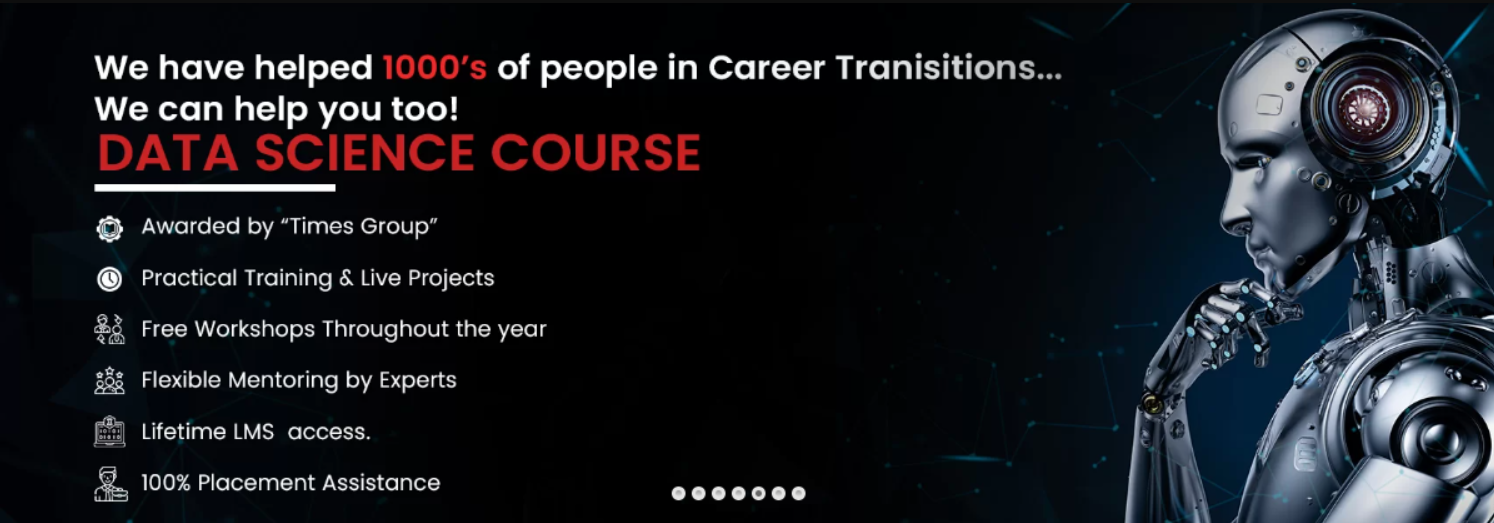 We have helped 1000's of people in Career Tranisitions...
We can help you too!
DATA SCIENCE COURSE
Awarded by “Times Group”
Practical Training & Live Projects
Free Workshops Throughout the year
Flexible Mentoring by Experts
Lifetime LMS  access.
100% Placement Assistance